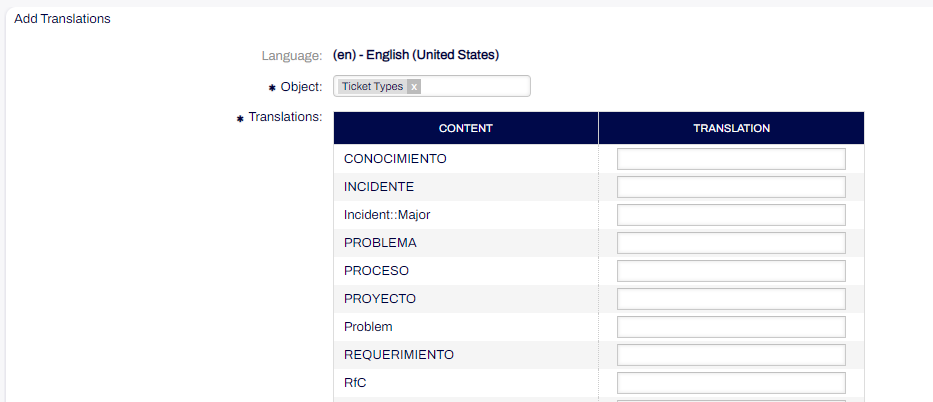 Add Translations
Language: (en) - English (United States)
✱ Object: Ticket Types x
✱ Translations:
CONTENT TRANSLATION
CONOCIMIENTO
INCIDENTE
Incident::Major
PROBLEMA
PROCESO
PROYECTO
Problem
REQUERIMIENTO
RfC